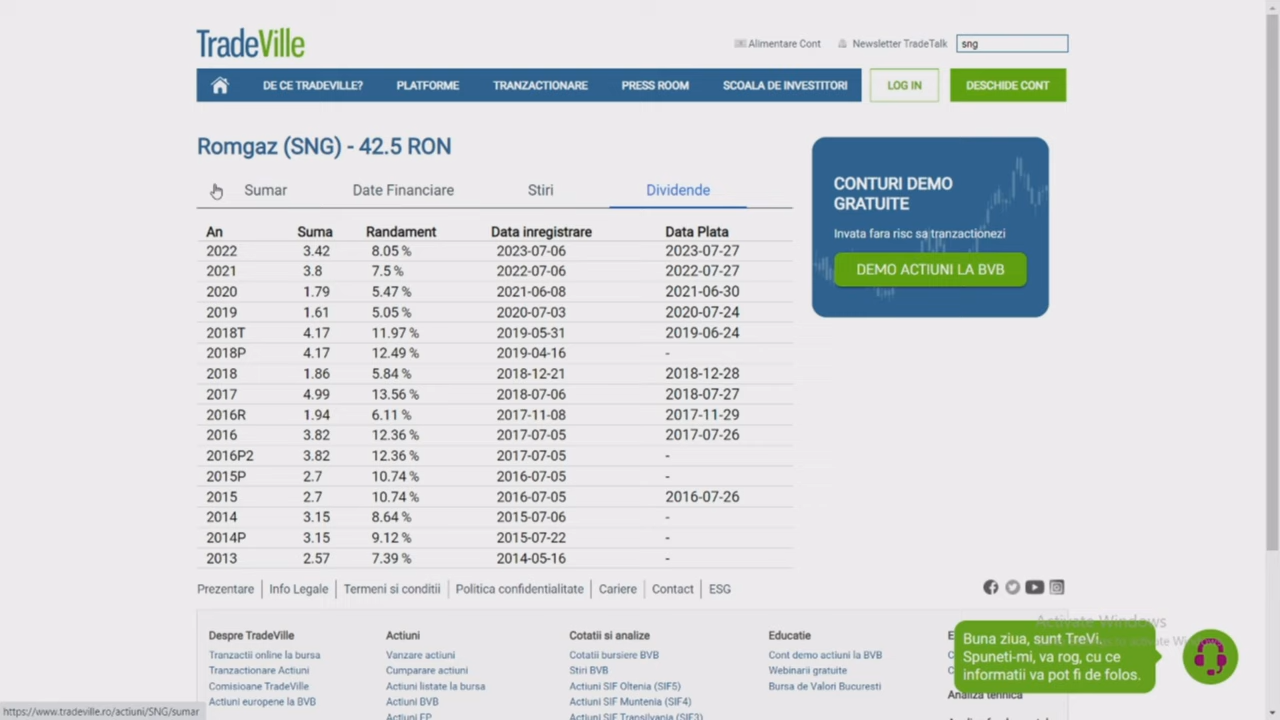 TradeVille
Alimentare Cont
Newsletter TradeTalk
sng
DE CE TRADEVILLE?
PLATFORME
TRANZACTIONARE
PRESS ROOM
SCOALA DE INVESTITORI
LOG IN
DESCHIDE CONT
Romgaz (SNG) - 42.5 RON
Sumar
Date Financiare
Stiri
Dividende
CONTURI DEMO
GRATUITE
Invata fara risc sa tranzactionezi
DEMO ACTIUNI LA BVB
An Suma Randament Data inregistrare Data Plata
2022 3.42 8.05 % 2023-07-06 2023-07-27
2021 3.8 7.5 % 2022-07-06 2022-07-27
2020 1.79 5.47 % 2021-06-08 2021-06-30
2019 1.61 5.05 % 2020-07-03 2020-07-24
2018T 4.17 11.97 % 2019-05-31 2019-06-24
2018P 4.17 12.49 % 2019-04-16 -
2018 1.86 5.84 % 2018-12-21 2018-12-28
2017 4.99 13.56 % 2018-07-06 2018-07-27
2016R 1.94 6.11 % 2017-11-08 2017-11-29
2016 3.82 12.36 % 2017-07-05 2017-07-26
2016P2 3.82 12.36 % 2017-07-05 -
2015P 2.7 10.74 % 2016-07-05 -
2015 2.7 10.74 % 2016-07-05 2016-07-26
2014 3.15 8.64 % 2015-07-06 -
2014P 3.15 9.12 % 2015-07-22 -
2013 2.57 7.39 % 2014-05-16 -
Prezentare | Info Legale | Termeni si conditii | Politica confidentialitate | Cariere | Contact | ESG
Despre TradeVille
Tranzactii online la bursa
Tranzactionare Actiuni
Comisioane TradeVille
Actiuni europene la BVB
Actiuni
Vanzare actiuni
Cumparare actiuni
Actiuni listate la bursa
Actiuni BVB
Actiuni FP
Cotatii si analize
Cotatii bursiere BVB
Stiri BVB
Actiuni SIF Oltenia (SIF5)
Actiuni SIF Muntenia (SIF4)
Actiuni SIF Transilvania (SIF3)
Educatie
Cont demo actiuni la BVB
Webinarii gratuite
Bursa de Valori Bucuresti
Analiza tehnica
Activate Windows
Buna ziua, sunt TreVi.
Spuneti-mi, va rog, cu ce
informatii va pot fi de folos.
https://www.tradeville.ro/actiuni/SNG/sumar